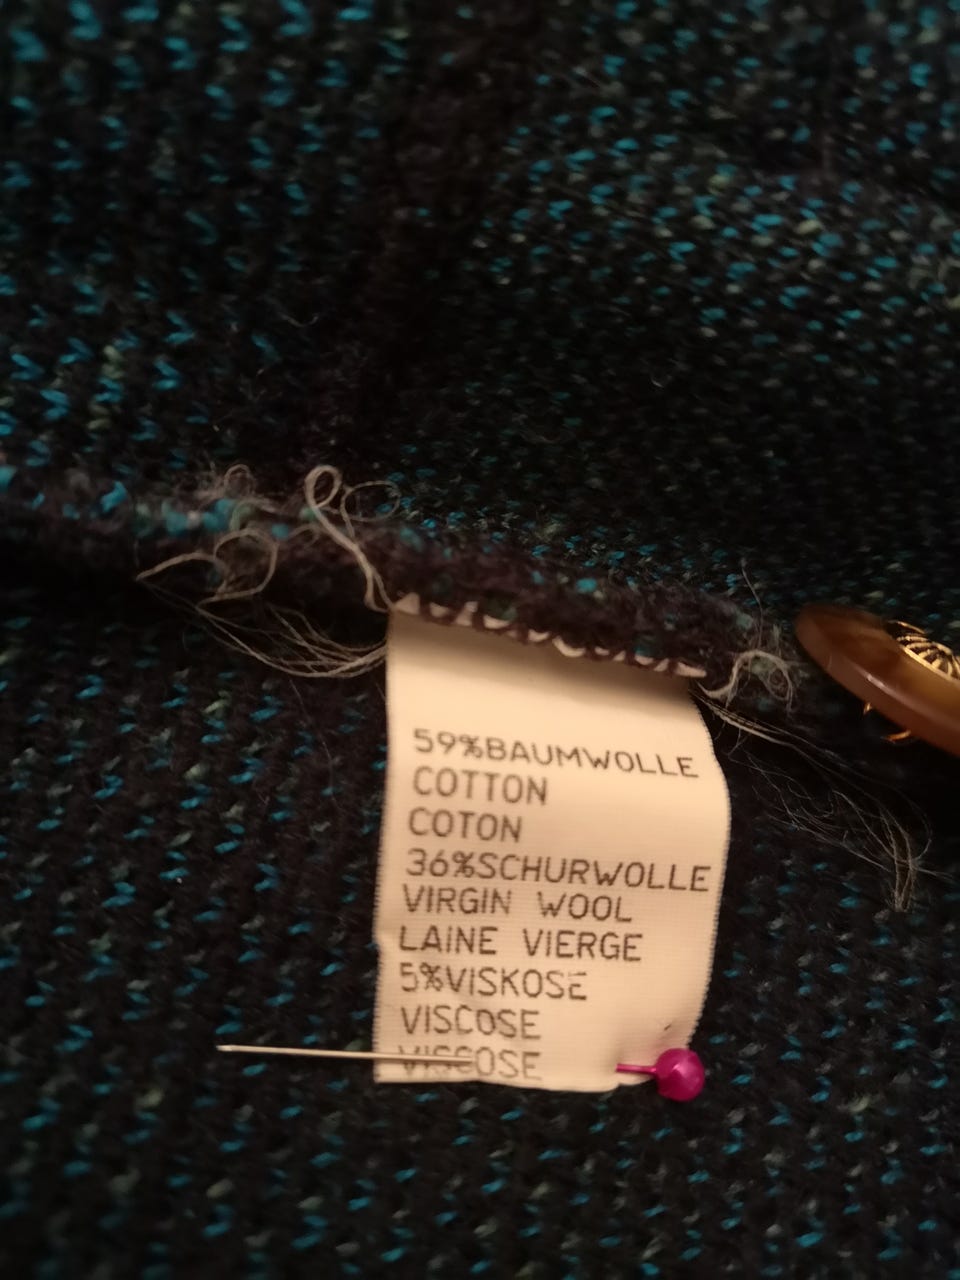 59%BAUMWOLLE
COTTON
COTON
36%SCHURWOLLE
VIRGIN WOOL
LAINE VIERGE
5%VISKOSE
VISCOSE
VISCOSE